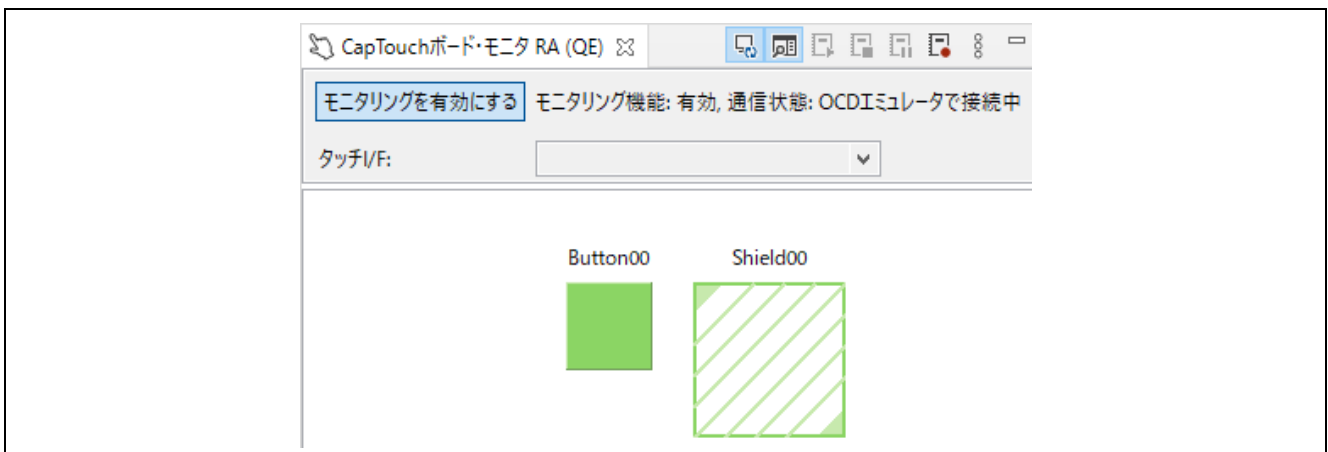 CapTouchボード・モニタ RA (QE)
モニタリングを有効にする モニタリング機能: 有効, 通信状態: OCDエミュレータで接続中
タッチI/F:
Button00 Shield00